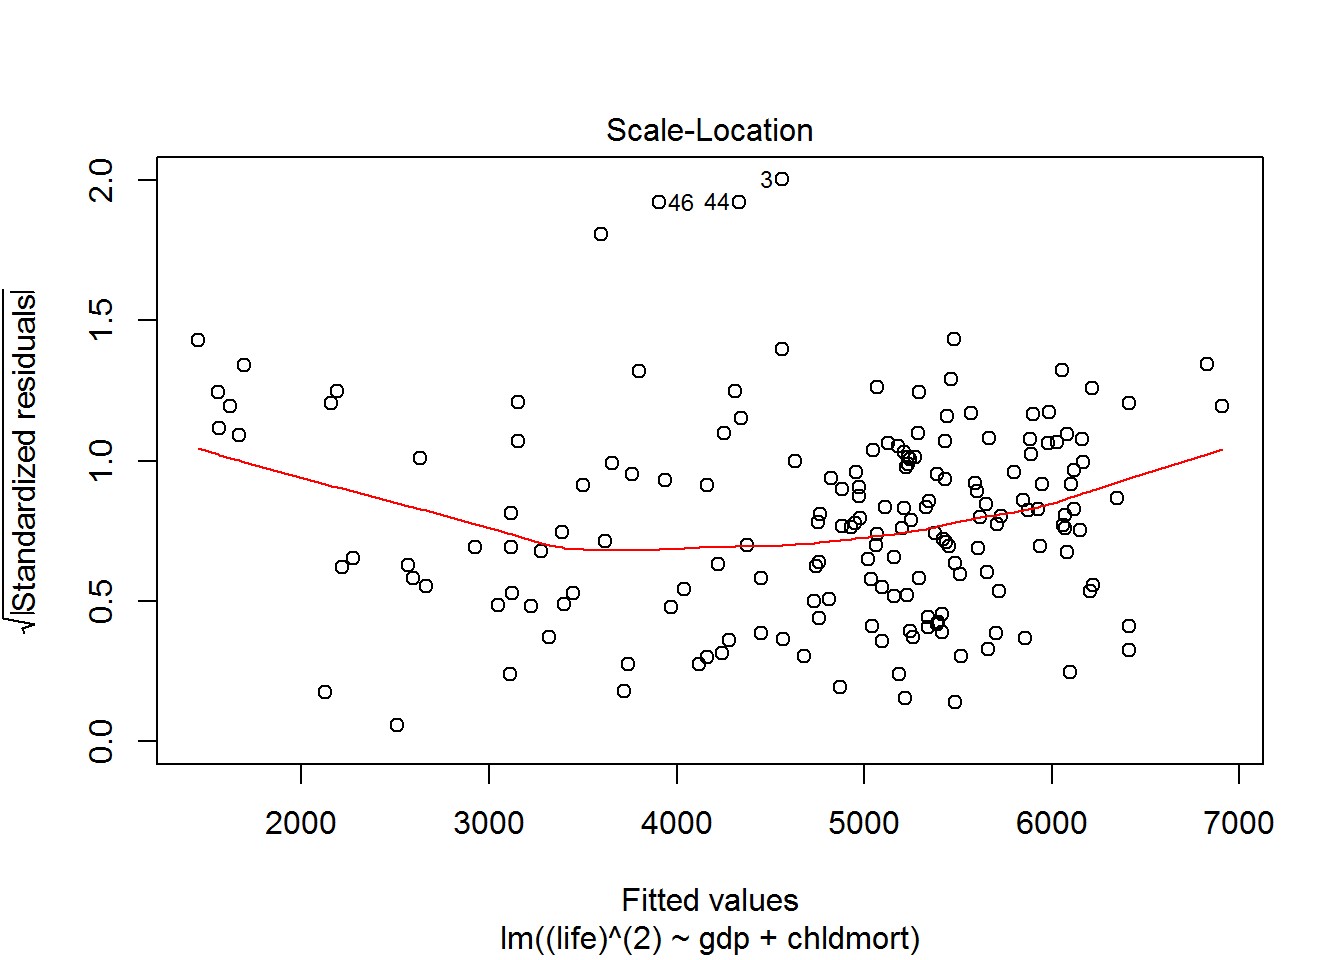 Scale-Location
√|Standardized residuals|
2.0
1.5
1.0
0.5
0.0
3
46
44
2000 3000 4000 5000 6000 7000
Fitted values
lm((life)^(2) ~ gdp + chldmort)